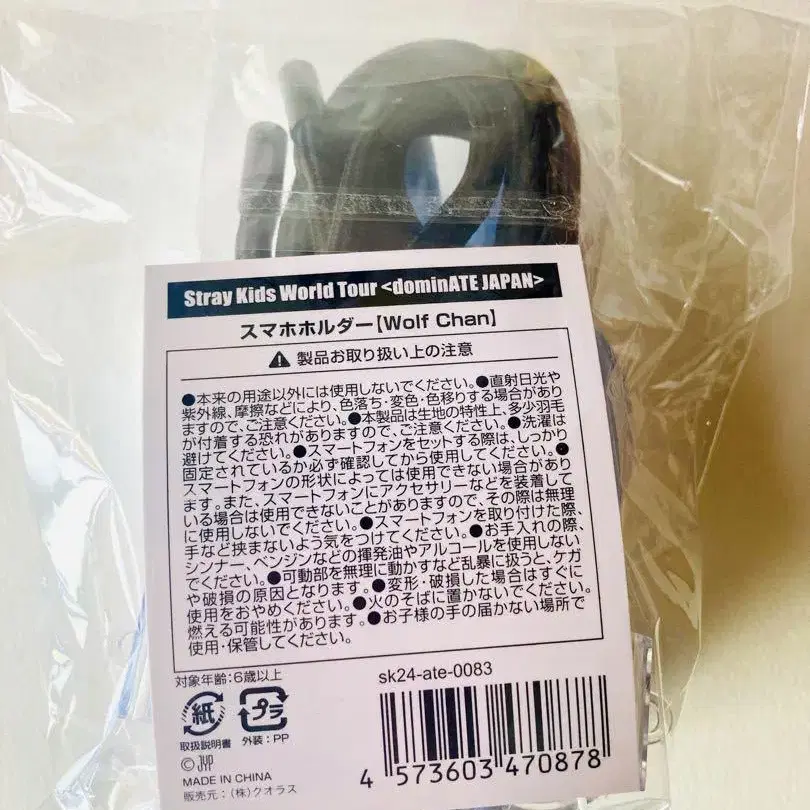 Stray Kids World Tour <dominATE JAPAN>
スマホホルダー【Wolf Chan】
⚠ 製品お取り扱い上の注意
●本来の用途以外には使用しないでください。●直射日光や
紫外線、摩擦などにより、色落ち・変色・色移りする場合があり
ますので、ご注意ください。●本製品は生地の特性上、多少羽毛
が付着する恐れがありますので、ご注意ください。●洗濯は
避けてください。●スマートフォンをセットする際は、しっかり
固定されているか必ず確認してから使用してください。●
スマートフォンの形状によっては使用できない場合があり
ます。また、スマートフォンにアクセサリーなどを装着して
いる場合は使用できないことがありますので、その際は無理
に使用しないでください。●スマートフォンを取り付けた際、
手など挟まないよう気をつけてください。●お手入れの際、
シンナー、ベンジンなどの揮発油やアルコールを使用しない
でください。●可動部を無理に動かすなど乱暴に扱うと、ケガ
や破損の原因となります。●変形・破損した場合はすぐに
使用をおやめください。●火のそばに置かないでください。
燃える可能性があります。●お子様の手の届かない場所で
使用・保管してください。
対象年齢:6歳以上
sk24-ate-0083
紙
プラ
取扱説明書
外装:PP
© JYP
MADE IN CHINA
販売元:(株)クオラス
4 573603 470878